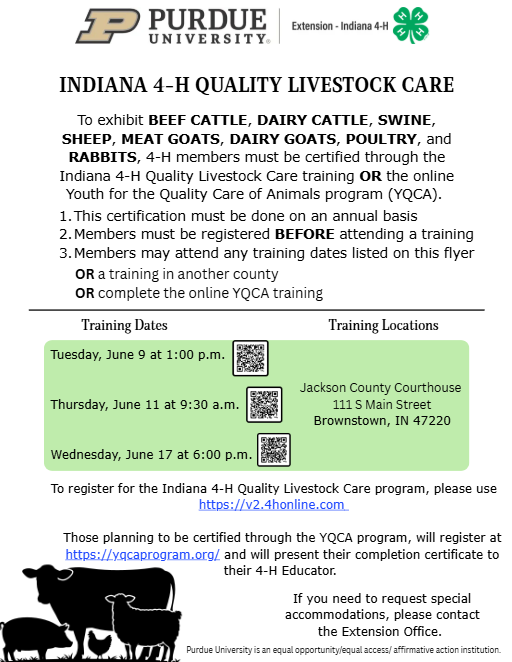 PURDUE
UNIVERSITY®
Extension - Indiana 4-H
INDIANA 4-H QUALITY LIVESTOCK CARE
To exhibit BEEF CATTLE, DAIRY CATTLE, SWINE,
SHEEP, MEAT GOATS, DAIRY GOATS, POULTRY, and
RABBITS, 4-H members must be certified through the
Indiana 4-H Quality Livestock Care training OR the online
Youth for the Quality Care of Animals program (YQCA).
1. This certification must be done on an annual basis
2. Members must be registered BEFORE attending a training
3. Members may attend any training dates listed on this flyer
OR a training in another county
OR complete the online YQCA training
Training Dates
Training Locations
Tuesday, June 9 at 1:00 p.m.
Thursday, June 11 at 9:30 a.m.
Wednesday, June 17 at 6:00 p.m.
Jackson County Courthouse
111 S Main Street
Brownstown, IN 47220
To register for the Indiana 4-H Quality Livestock Care program, please use
https://v2.4honline.com
Those planning to be certified through the YQCA program, will register at
https://yqcaprogram.org/ and will present their completion certificate to
their 4-H Educator.
If you need to request special
accommodations, please contact
the Extension Office.
Purdue University is an equal opportunity/equal access/ affirmative action institution.